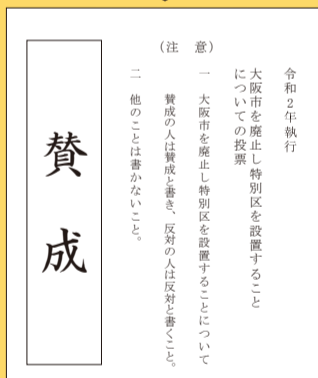 令和２年執行
大阪市を廃止し特別区を設置すること
についての投票
（注　意）
一　大阪市を廃止し特別区を設置することについて
賛成の人は賛成と書き、反対の人は反対と書くこと。
二　他のことは書かないこと。
賛成